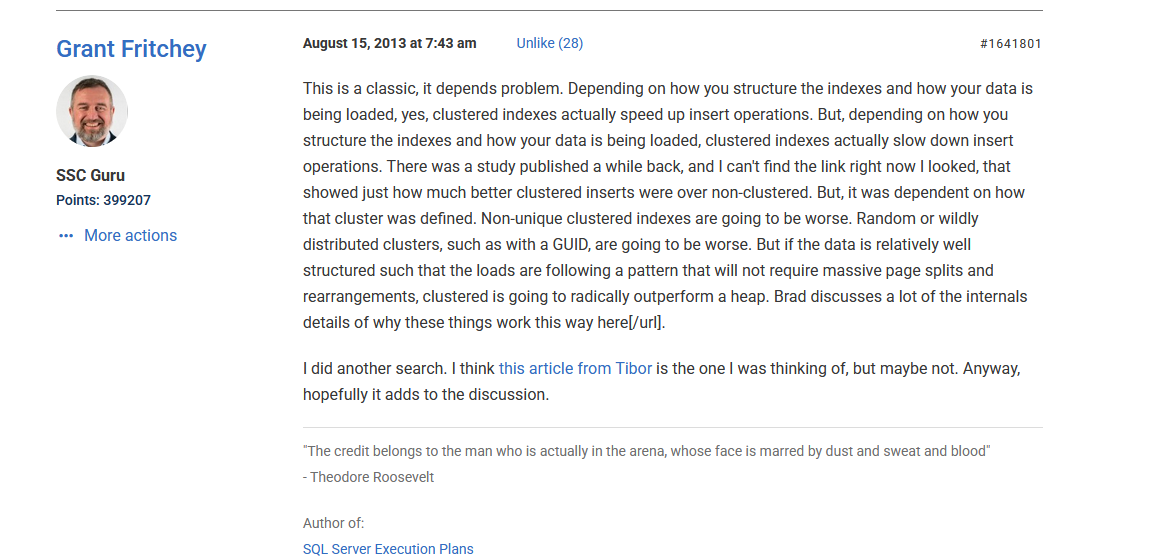 Grant Fritchey
SSC Guru
Points: 399207
••• More actions
August 15, 2013 at 7:43 am
Unlike (28)
#1641801
This is a classic, it depends problem. Depending on how you structure the indexes and how your data is
being loaded, yes, clustered indexes actually speed up insert operations. But, depending on how you
structure the indexes and how your data is being loaded, clustered indexes actually slow down insert
operations. There was a study published a while back, and I can't find the link right now I looked, that
showed just how much better clustered inserts were over non-clustered. But, it was dependent on how
that cluster was defined. Non-unique clustered indexes are going to be worse. Random or wildly
distributed clusters, such as with a GUID, are going to be worse. But if the data is relatively well
structured such that the loads are following a pattern that will not require massive page splits and
rearrangements, clustered is going to radically outperform a heap. Brad discusses a lot of the internals
details of why these things work this way here[/url].
I did another search. I think this article from Tibor is the one I was thinking of, but maybe not. Anyway,
hopefully it adds to the discussion.
"The credit belongs to the man who is actually in the arena, whose face is marred by dust and sweat and blood"
- Theodore Roosevelt
Author of:
SQL Server Execution Plans